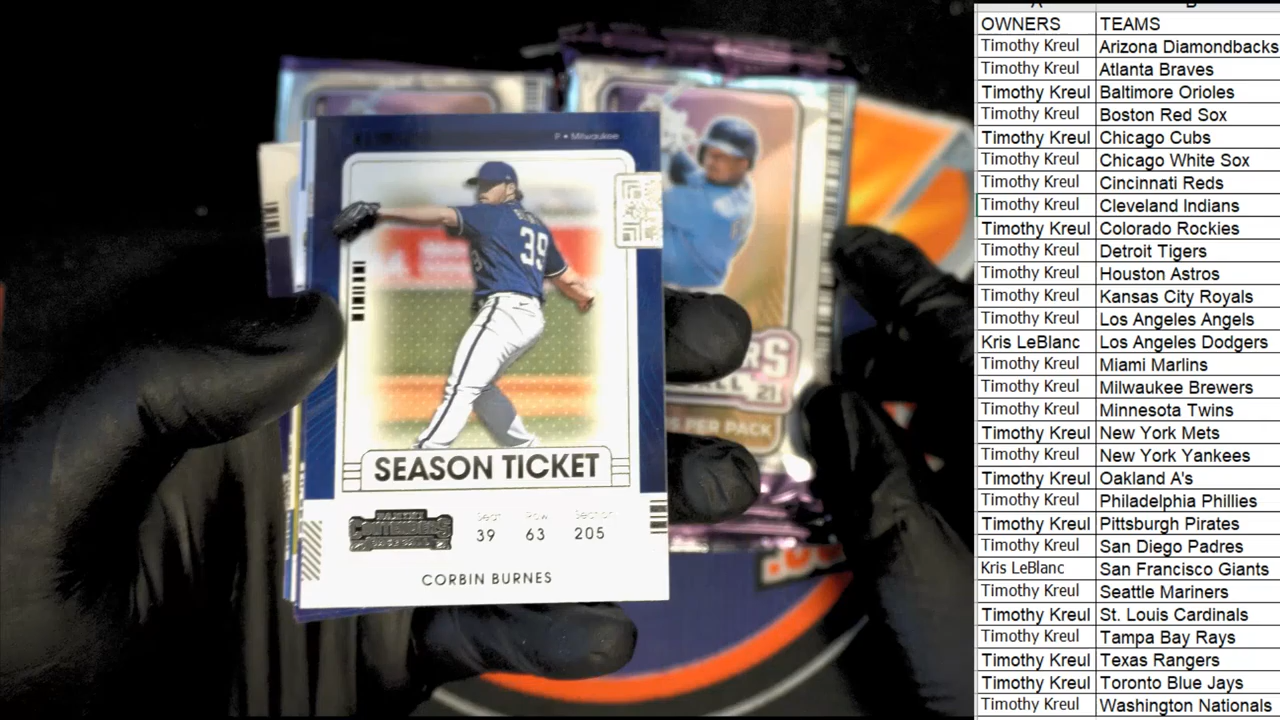 P • Milwaukee
39
SEASON TICKET
PANINI
CONTENDERS
BASEBALL
Seat Row Section
39 63 205
CORBIN BURNES
21
PER PACK
OWNERS TEAMS
Timothy Kreul Arizona Diamondbacks
Timothy Kreul Atlanta Braves
Timothy Kreul Baltimore Orioles
Timothy Kreul Boston Red Sox
Timothy Kreul Chicago Cubs
Timothy Kreul Chicago White Sox
Timothy Kreul Cincinnati Reds
Timothy Kreul Cleveland Indians
Timothy Kreul Colorado Rockies
Timothy Kreul Detroit Tigers
Timothy Kreul Houston Astros
Timothy Kreul Kansas City Royals
Timothy Kreul Los Angeles Angels
Kris LeBlanc Los Angeles Dodgers
Timothy Kreul Miami Marlins
Timothy Kreul Milwaukee Brewers
Timothy Kreul Minnesota Twins
Timothy Kreul New York Mets
Timothy Kreul New York Yankees
Timothy Kreul Oakland A's
Timothy Kreul Philadelphia Phillies
Timothy Kreul Pittsburgh Pirates
Timothy Kreul San Diego Padres
Kris LeBlanc San Francisco Giants
Timothy Kreul Seattle Mariners
Timothy Kreul St. Louis Cardinals
Timothy Kreul Tampa Bay Rays
Timothy Kreul Texas Rangers
Timothy Kreul Toronto Blue Jays
Timothy Kreul Washington Nationals